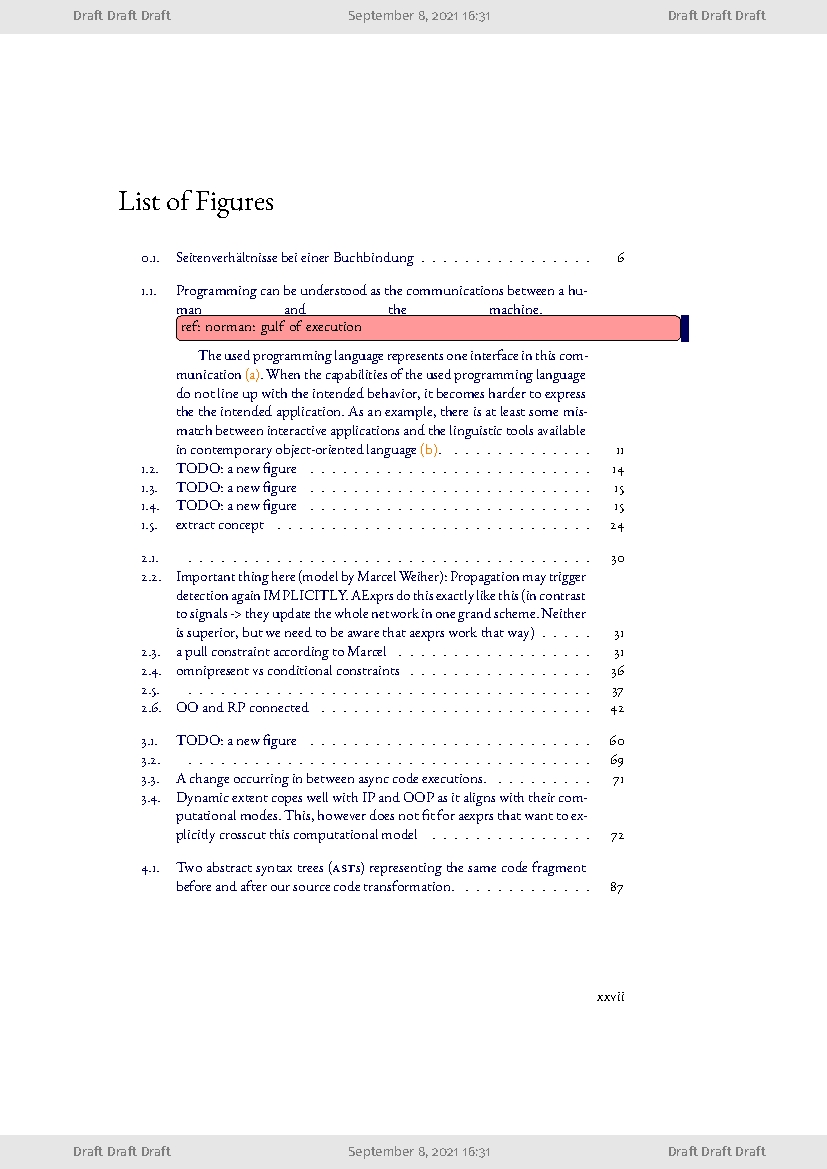 Draft Draft Draft September 8, 2021 16:31 Draft Draft Draft
List of Figures
0.1. Seitenverhältnisse bei einer Buchbindung . . . . . . . . . . . . . . . . 6
1.1. Programming can be understood as the communications between a hu-
man and the machine.
ref: norman: gulf of execution
The used programming language represents one interface in this com-
munication (a). When the capabilities of the used programming language
do not line up with the intended behavior, it becomes harder to express
the the intended application. As an example, there is at least some mis-
match between interactive applications and the linguistic tools available
in contemporary object-oriented language (b). . . . . . . . . . . . . . 11
1.2. TODO: a new figure . . . . . . . . . . . . . . . . . . . . . . . . . . 14
1.3. TODO: a new figure . . . . . . . . . . . . . . . . . . . . . . . . . . 15
1.4. TODO: a new figure . . . . . . . . . . . . . . . . . . . . . . . . . . 15
1.5. extract concept . . . . . . . . . . . . . . . . . . . . . . . . . . . . . 24
2.1. . . . . . . . . . . . . . . . . . . . . . . . . . . . . . . . . . . . . . 30
2.2. Important thing here (model by Marcel Weiher): Propagation may trigger
detection again IMPLICITLY. AExprs do this exactly like this (in contrast
to signals -> they update the whole network in one grand scheme. Neither
is superior, but we need to be aware that aexprs work that way) . . . . . 31
2.3. a pull constraint according to Marcel . . . . . . . . . . . . . . . . . . 31
2.4. omnipresent vs conditional constraints . . . . . . . . . . . . . . . . . 36
2.5. . . . . . . . . . . . . . . . . . . . . . . . . . . . . . . . . . . . . . 37
2.6. OO and RP connected . . . . . . . . . . . . . . . . . . . . . . . . . 42
3.1. TODO: a new figure . . . . . . . . . . . . . . . . . . . . . . . . . . 60
3.2. . . . . . . . . . . . . . . . . . . . . . . . . . . . . . . . . . . . . . 69
3.3. A change occurring in between async code executions. . . . . . . . . . 71
3.4. Dynamic extent copes well with IP and OOP as it aligns with their com-
putational modes. This, however does not fit for aexprs that want to ex-
plicitly crosscut this computational model . . . . . . . . . . . . . . . 72
4.1. Two abstract syntax trees (ASTs) representing the same code fragment
before and after our source code transformation. . . . . . . . . . . . . 87
xxvii
Draft Draft Draft September 8, 2021 16:31 Draft Draft Draft